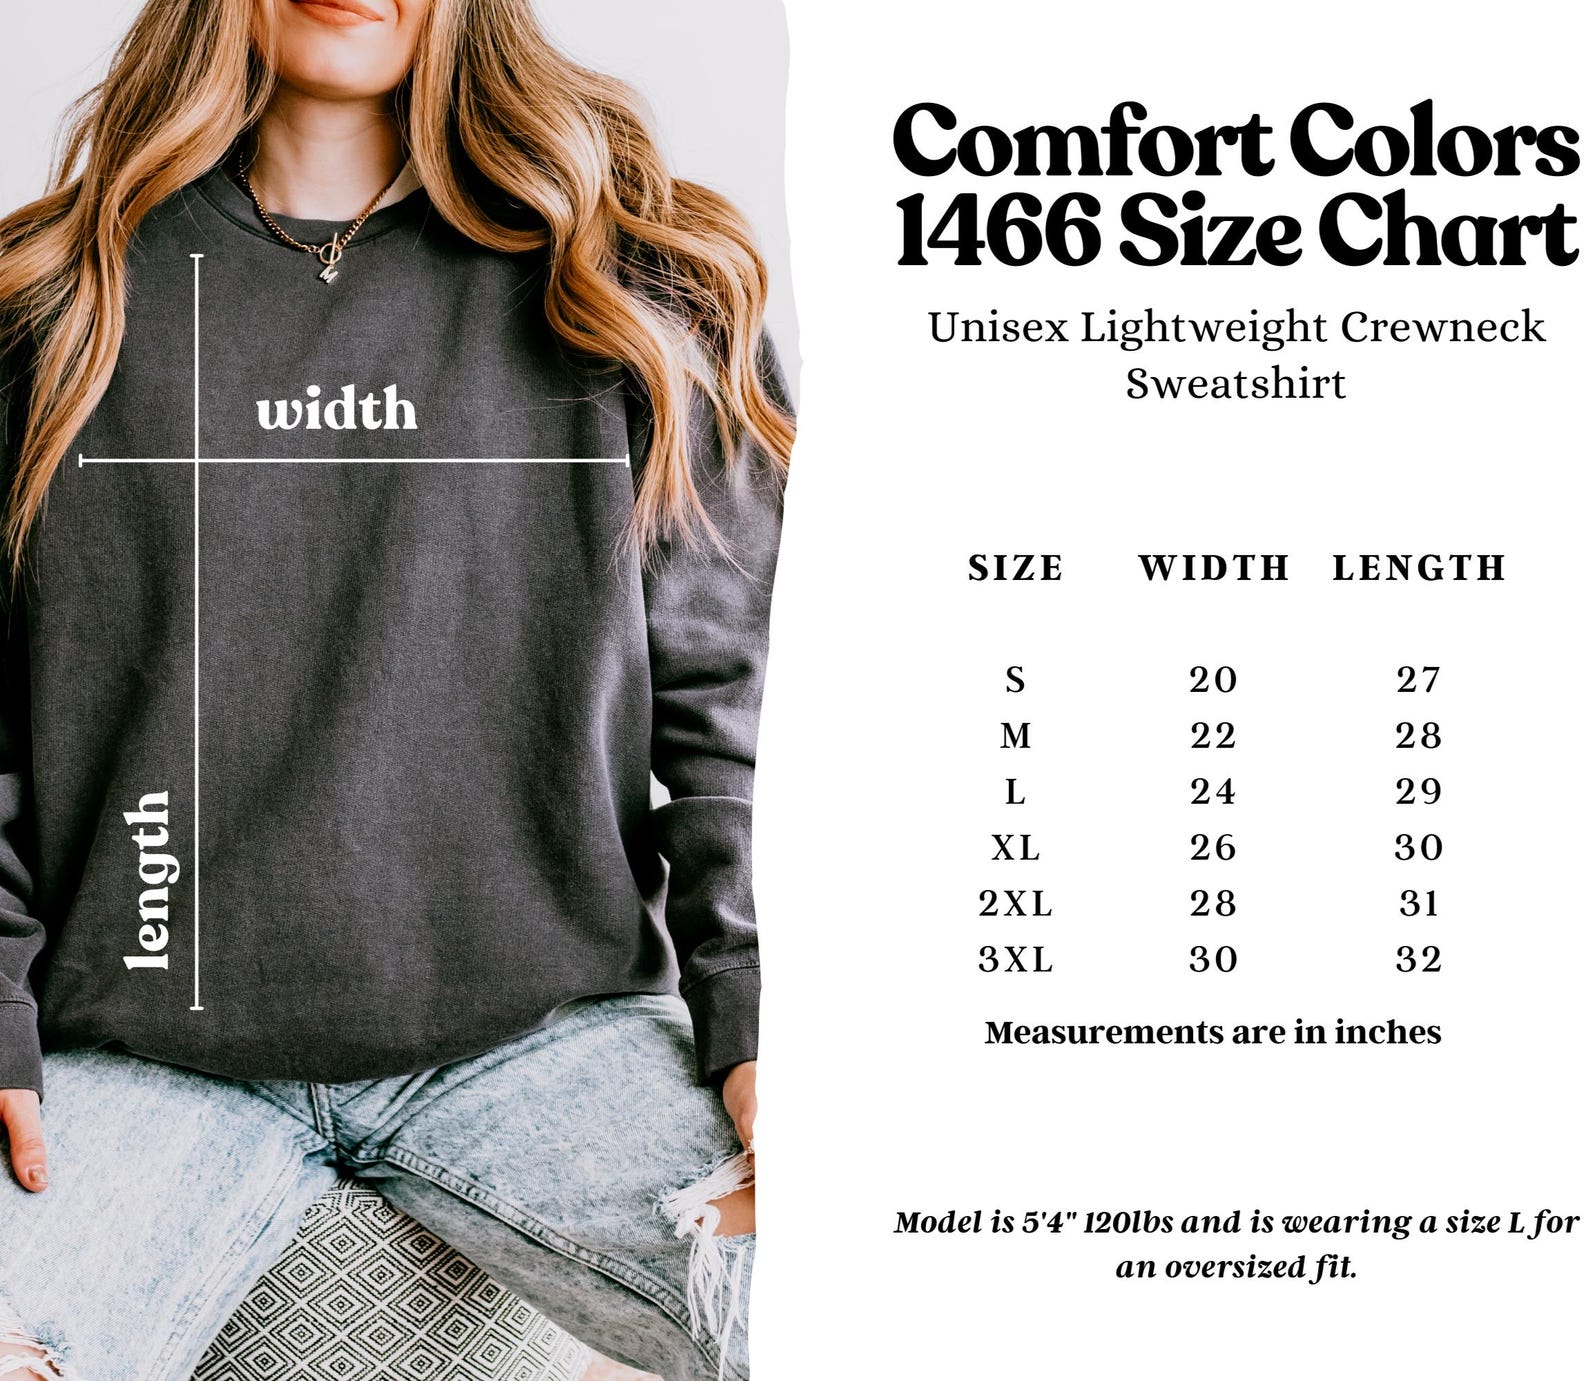 Comfort Colors
1466 Size Chart
Unisex Lightweight Crewneck
Sweatshirt
width
length
SIZE WIDTH LENGTH
S 20 27
M 22 28
L 24 29
XL 26 30
2XL 28 31
3XL 30 32
Measurements are in inches
Model is 5'4" 120lbs and is wearing a size L for
an oversized fit.
M